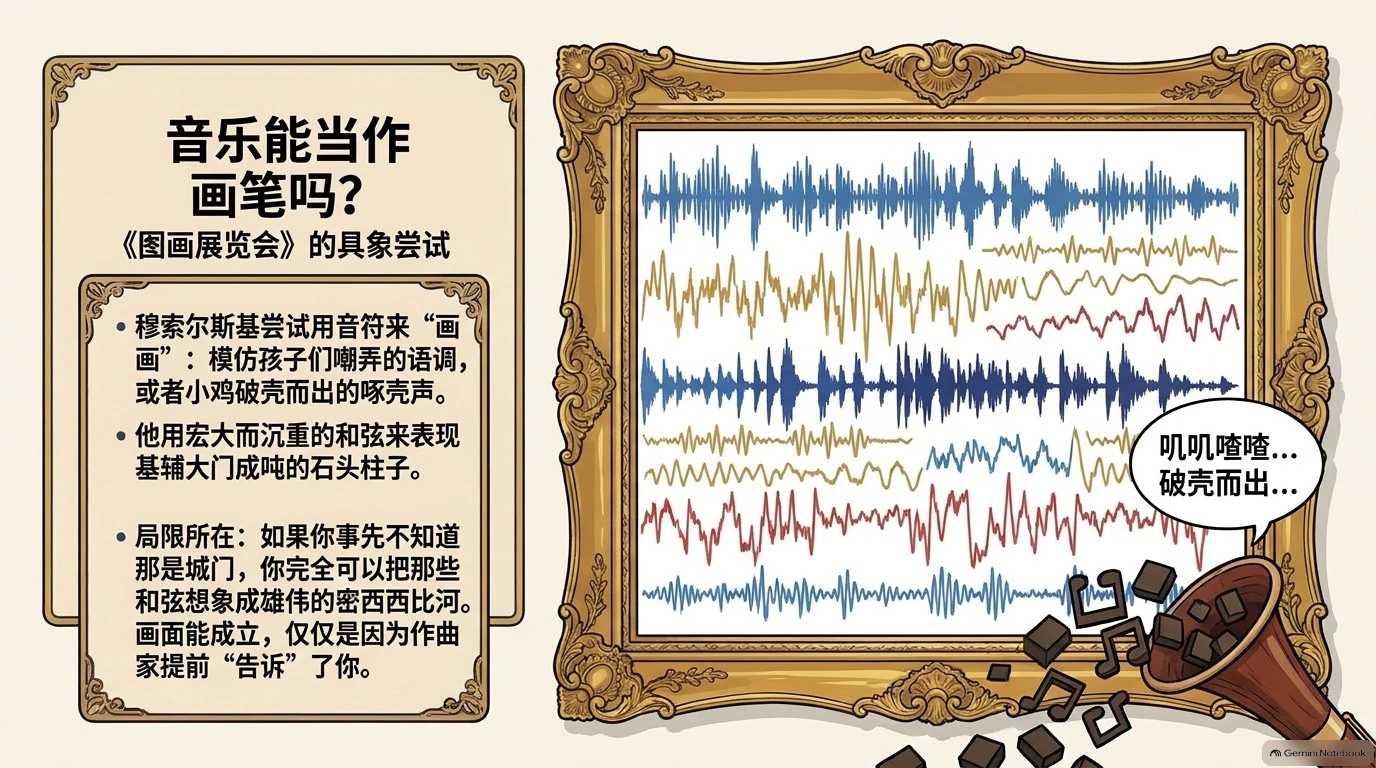 音乐能当作
画笔吗？
《图画展览会》的具象尝试
• 穆索尔斯基尝试用音符来“画
画”：模仿孩子们嘲弄的语调，
或者小鸡破壳而出的啄壳声。
• 他用宏大而沉重的和弦来表现
基辅大门成吨的石头柱子。
• 局限所在：如果你事先不知道
那是城门，你完全可以把那些
和弦想象成雄伟的密西西比河。
画面能成立，仅仅是因为作曲
家提前“告诉”了你。
叽叽喳喳...
破壳而出...
Gemini Notebook